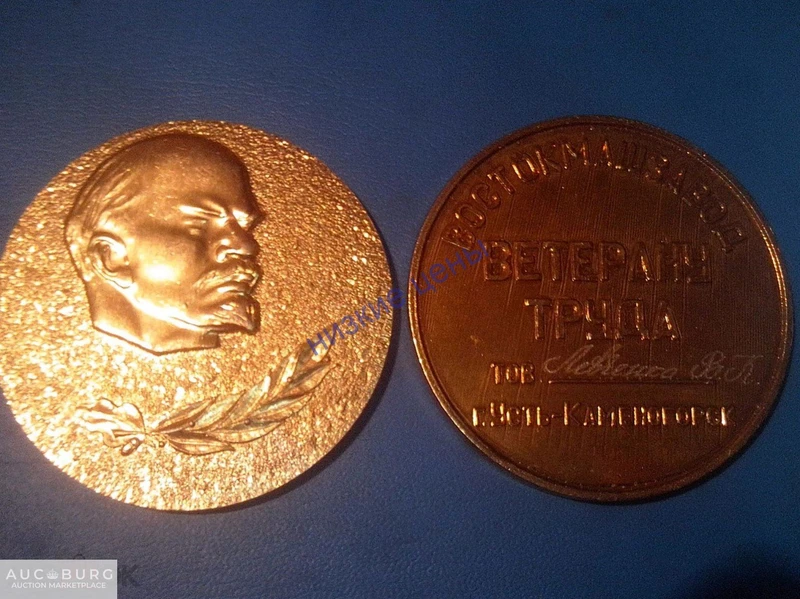 ВОСТОКМАШЗАВОД
ВЕТЕРАНУ
ТРУДА
ТОВ.
Г.УСТЬ-КАМЕНОГОРСК
низкие цены
AUCBURG
AUCTION MARKETPLACE